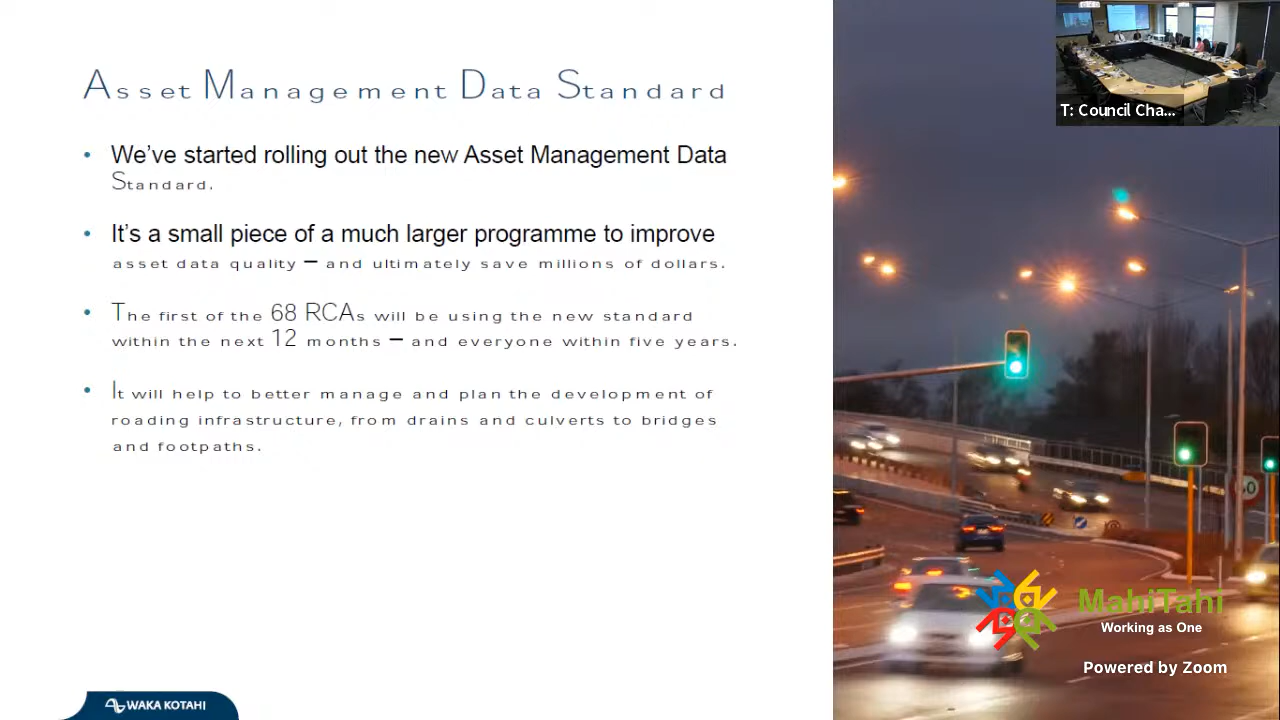 Asset Management Data Standard
• We've started rolling out the new Asset Management Data
Standard.
• It's a small piece of a much larger programme to improve
asset data quality – and ultimately save millions of dollars.
• The first of the 68 RCAs will be using the new standard
within the next 12 months – and everyone within five years.
• It will help to better manage and plan the development of
roading infrastructure, from drains and culverts to bridges
and footpaths.
WAKA KOTAHI
T: Council Cha...
MahiTahi
Working as One
Powered by Zoom